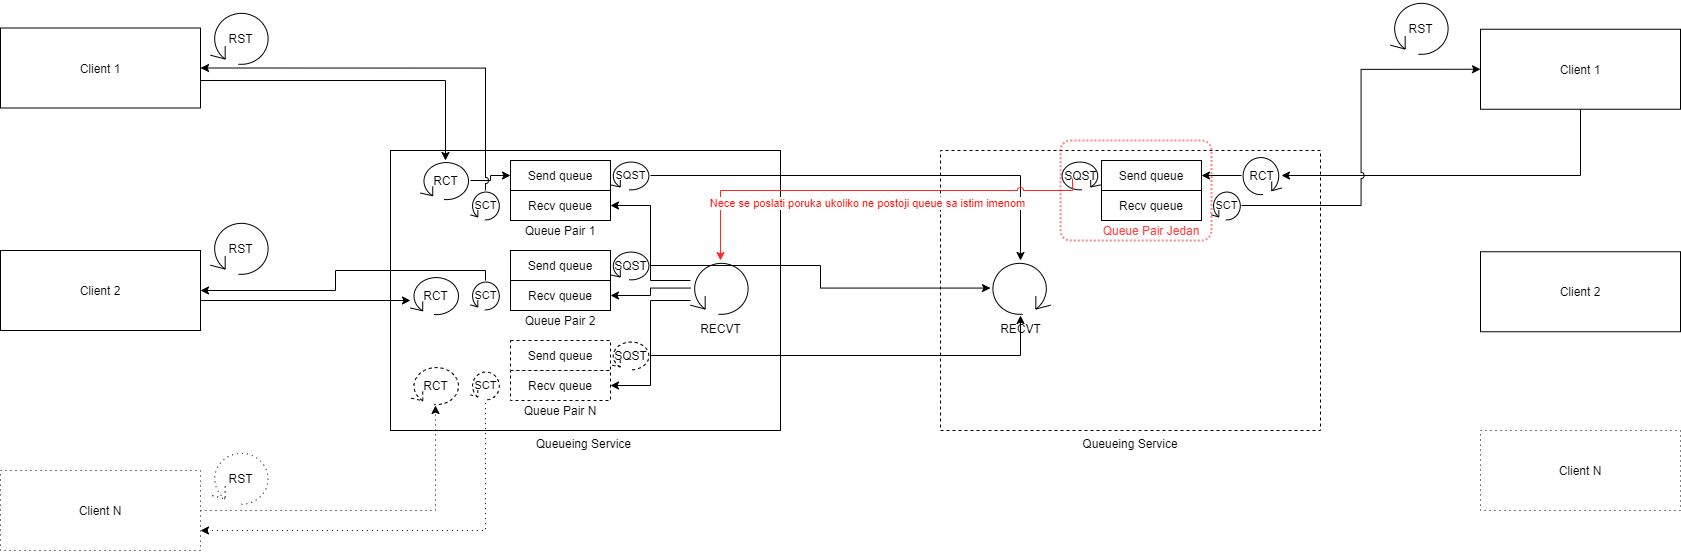 RST
Client 1
RCT
SCT
Send queue
SQST
Recv queue
Queue Pair 1
RST
Client 2
RCT
SCT
Send queue
SQST
Recv queue
Queue Pair 2
RECVT
Send queue
SQST
RCT
SCT
Recv queue
Queue Pair N
Queueing Service
RST
Client N
Nece se poslati poruka ukoliko ne postoji queue sa istim imenom
SQST
Send queue
RCT
Recv queue
SCT
Queue Pair Jedan
RECVT
Queueing Service
RST
Client 1
Client 2
Client N